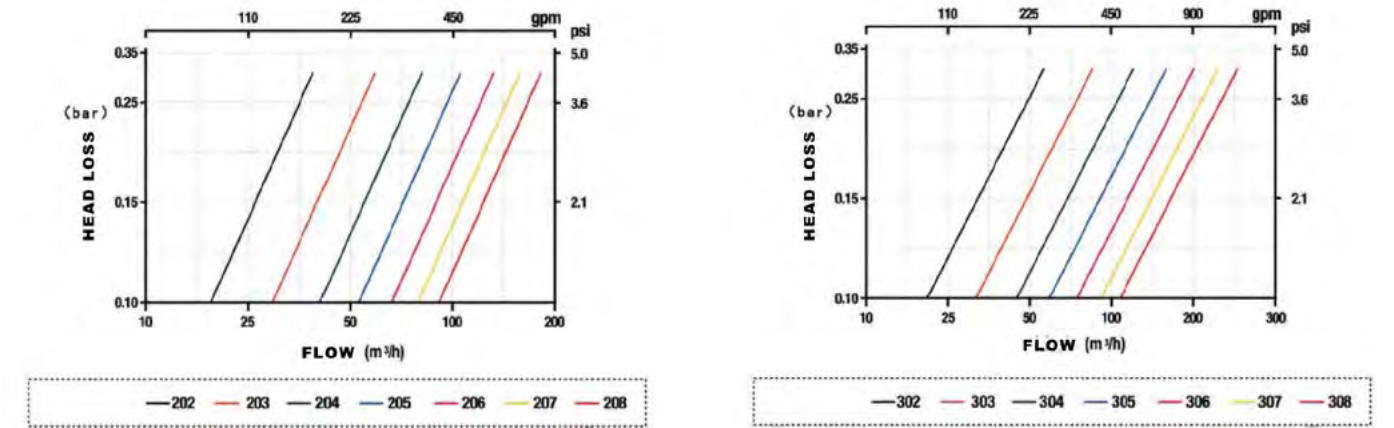 110 225 450 gpm
psi
0.35 5.0
0.25 3.6
(bar)
HEAD LOSS
0.15 2.1
0.10
10 25 50 100 200
FLOW (m³/h)
202 203 204 205 206 207 208
110 225 450 900 gpm
psi
0.35 5.0
0.25 3.6
(bar)
HEAD LOSS
0.15 2.1
0.10
10 25 50 100 200 300
FLOW (m³/h)
302 303 304 305 306 307 308